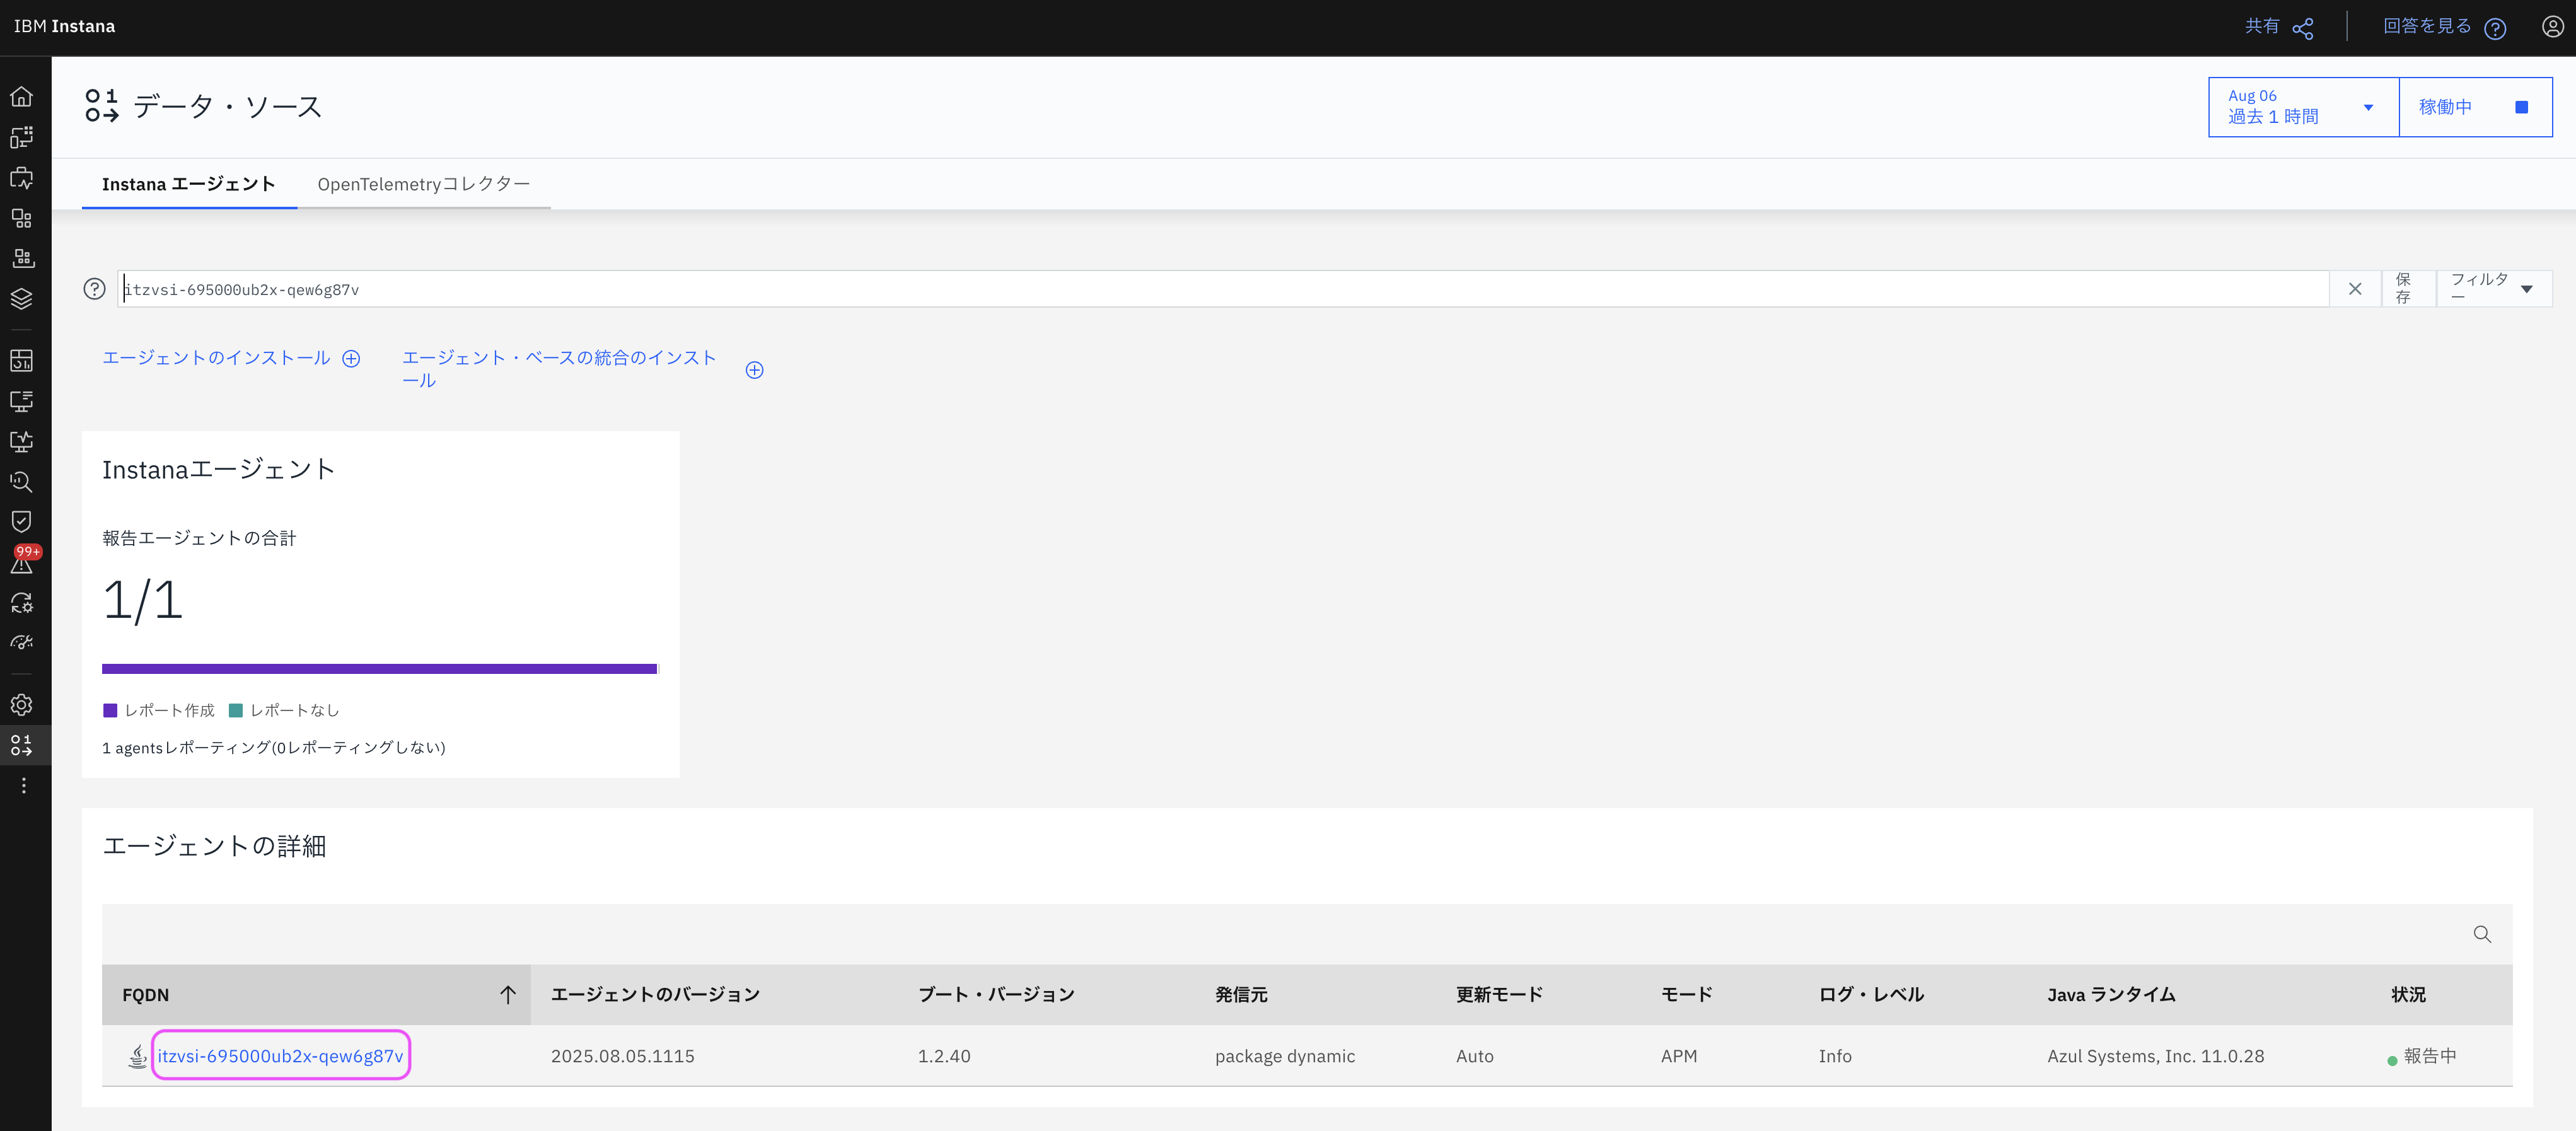 IBM Instana
共有
回答を見る
データ・ソース
Aug 06
過去 1 時間
稼働中
Instana エージェント
OpenTelemetryコレクター
itzvsi-695000ub2x-qew6g87v
保
存
フィルタ
ー
エージェントのインストール
エージェント・ベースの統合のインスト
ール
Instanaエージェント
報告エージェントの合計
1/1
レポート作成 レポートなし
1 agentsレポーティング(0レポーティングしない)
99+
エージェントの詳細
FQDN エージェントのバージョン ブート・バージョン 発信元 更新モード モード ログ・レベル Java ランタイム 状況
itzvsi-695000ub2x-qew6g87v 2025.08.05.1115 1.2.40 package dynamic Auto APM Info Azul Systems, Inc. 11.0.28 報告中